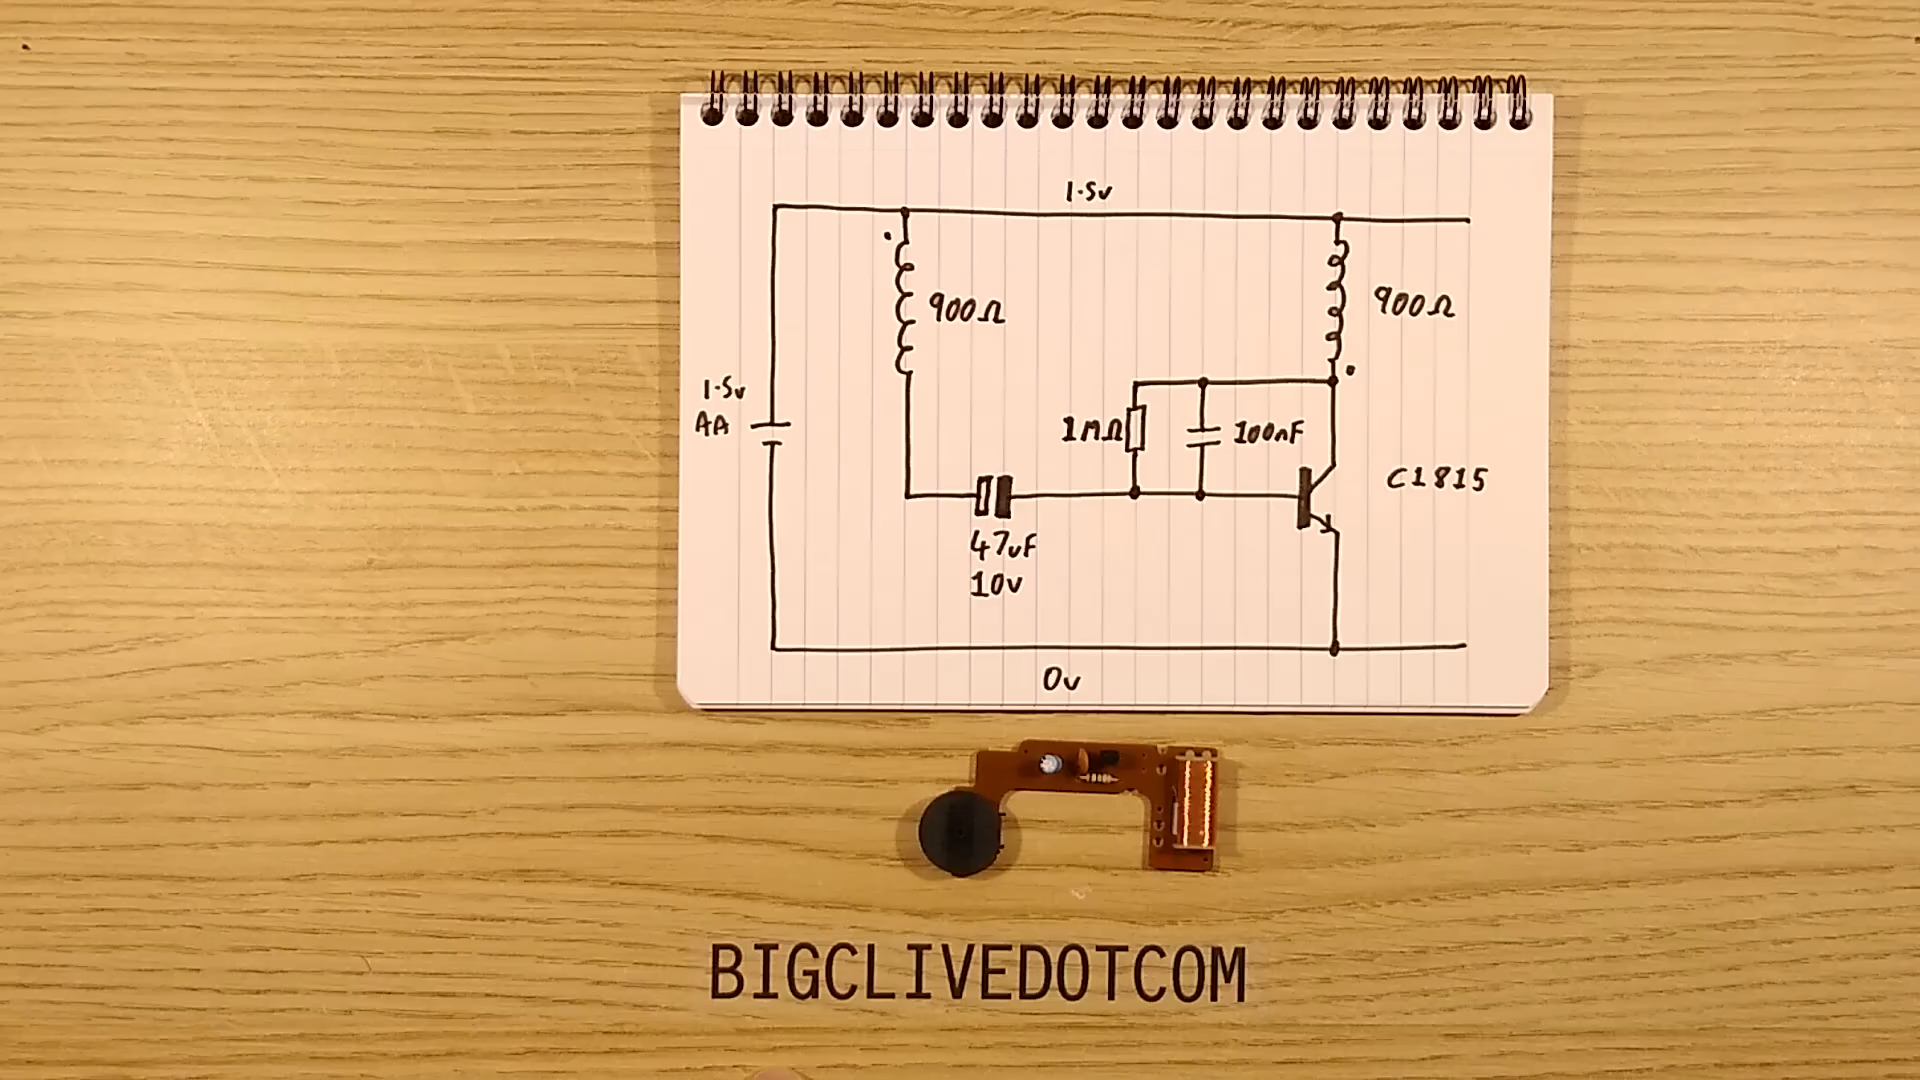 1.5v
900Ω
900Ω
1.5v
AA
1MΩ
100nF
C1815
47uF
10v
0v
BIGCLIVEDOTCOM